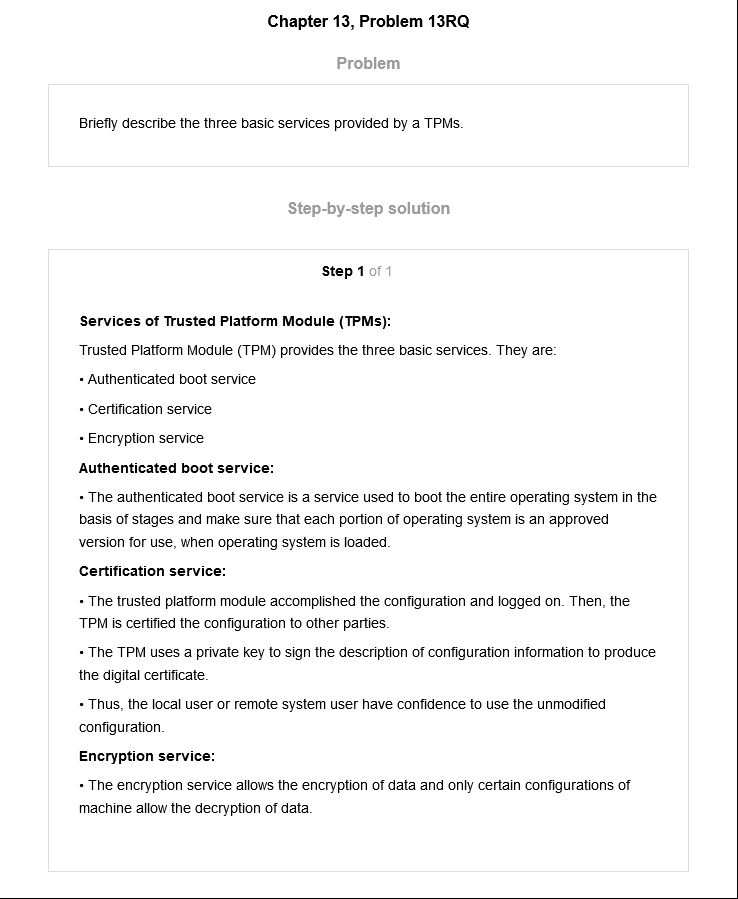 Chapter 13, Problem 13RQ
Problem
Briefly describe the three basic services provided by a TPMs.
Step-by-step solution
Step 1 of 1
Services of Trusted Platform Module (TPMs):
Trusted Platform Module (TPM) provides the three basic services. They are:
• Authenticated boot service
• Certification service
• Encryption service
Authenticated boot service:
• The authenticated boot service is a service used to boot the entire operating system in the
basis of stages and make sure that each portion of operating system is an approved
version for use, when operating system is loaded.
Certification service:
• The trusted platform module accomplished the configuration and logged on. Then, the
TPM is certified the configuration to other parties.
• The TPM uses a private key to sign the description of configuration information to produce
the digital certificate.
• Thus, the local user or remote system user have confidence to use the unmodified
configuration.
Encryption service:
• The encryption service allows the encryption of data and only certain configurations of
machine allow the decryption of data.